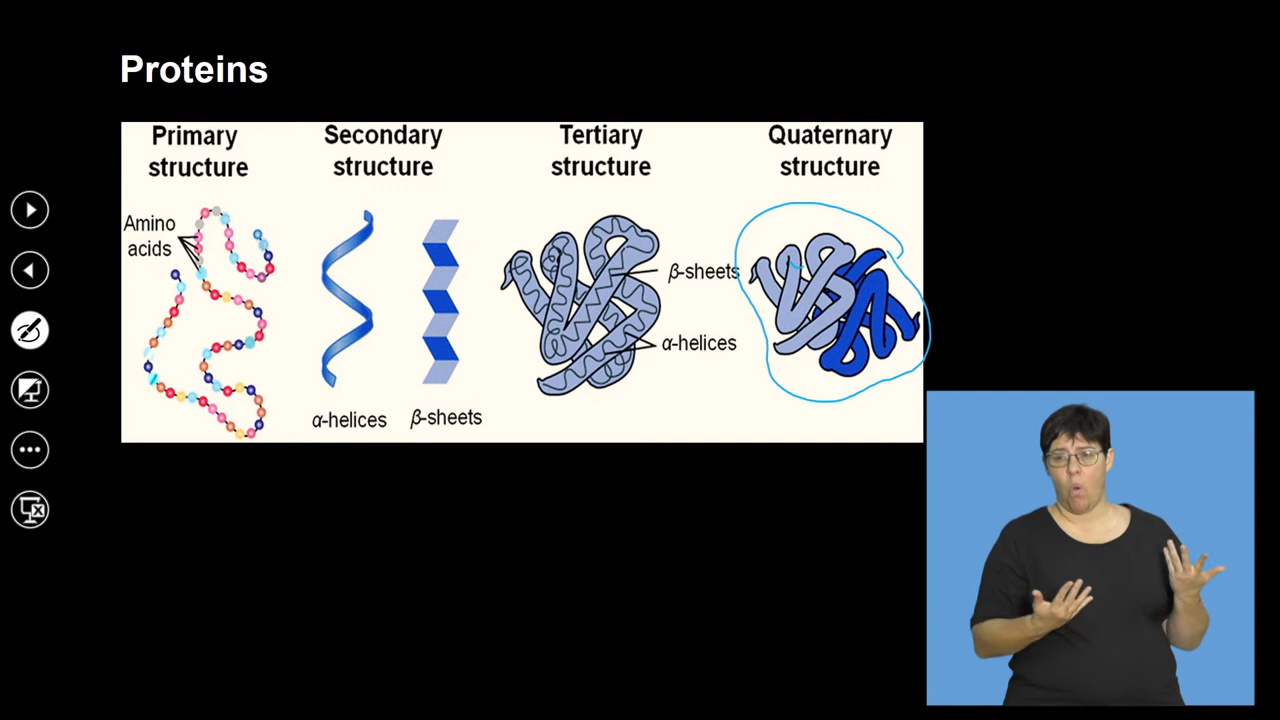 Proteins
Primary
structure
Secondary
structure
Tertiary
structure
Quaternary
structure
Amino
acids
β-sheets
α-helices
α-helices
β-sheets